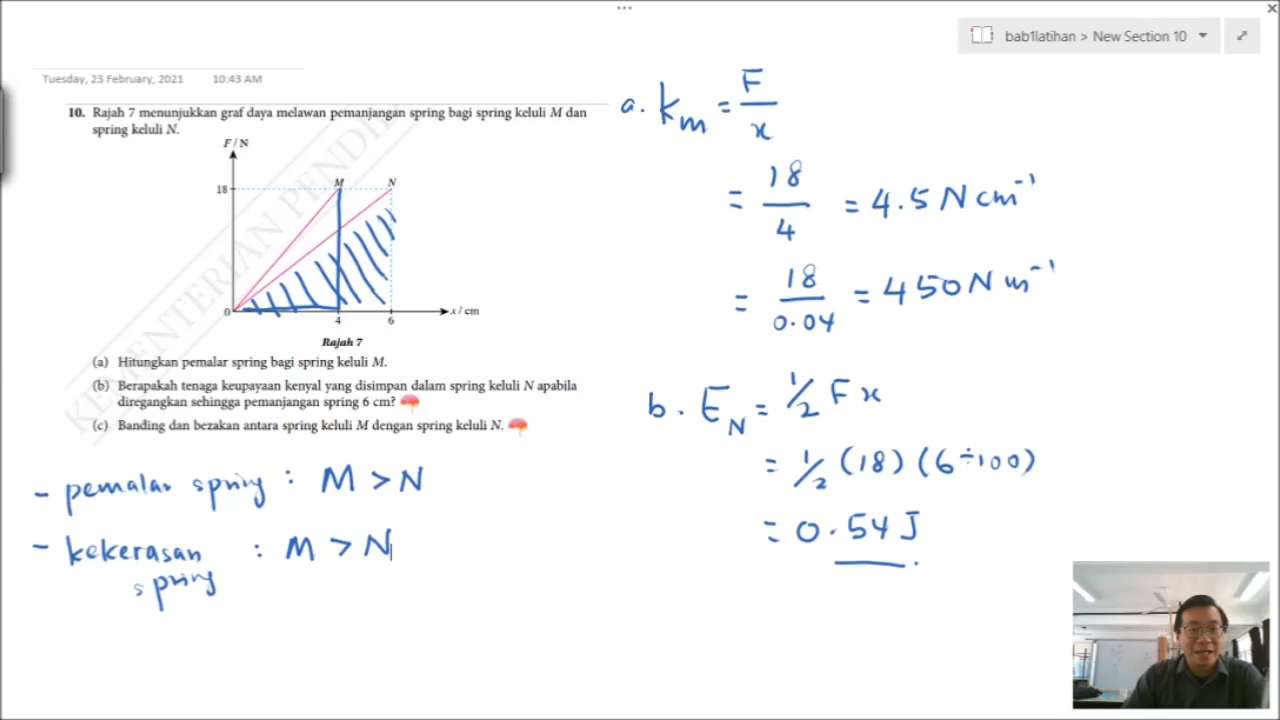 bab1latihan > New Section 10
Tuesday, 23 February, 2021 10:43 AM
10. Rajah 7 menunjukkan graf daya melawan pemanjangan spring bagi spring keluli M dan
spring keluli N.
F / N
18
M N
0
4 6
x / cm
Rajah 7
(a) Hitungkan pemalar spring bagi spring keluli M.
(b) Berapakah tenaga keupayaan kenyal yang disimpan dalam spring keluli N apabila
diregangkan sehingga pemanjangan spring 6 cm?
(c) Banding dan bezakan antara spring keluli M dengan spring keluli N.
- pemalar spring : M > N
- kekerasan : M > N
spring
a. km = F/x
= 18/4 = 4.5 N cm⁻¹
= 18/0.04 = 450 N m⁻¹
b. EN = 1/2 F x
= 1/2 (18) (6÷100)
= 0.54 J
KEMENTERIAN PENDI